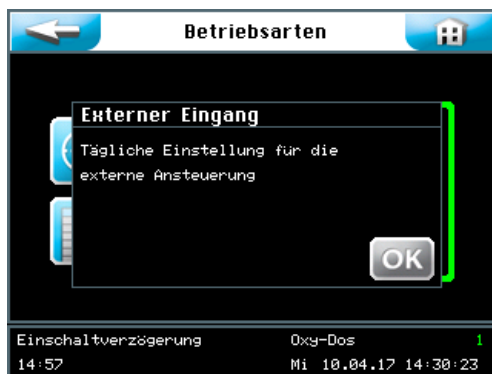 Betriebsarten
Externer Eingang
Tägliche Einstellung für die
externe Ansteuerung
OK
Einschaltverzögerung Oxy-Dos 1
14:57 Mi 10.04.17 14:30:23